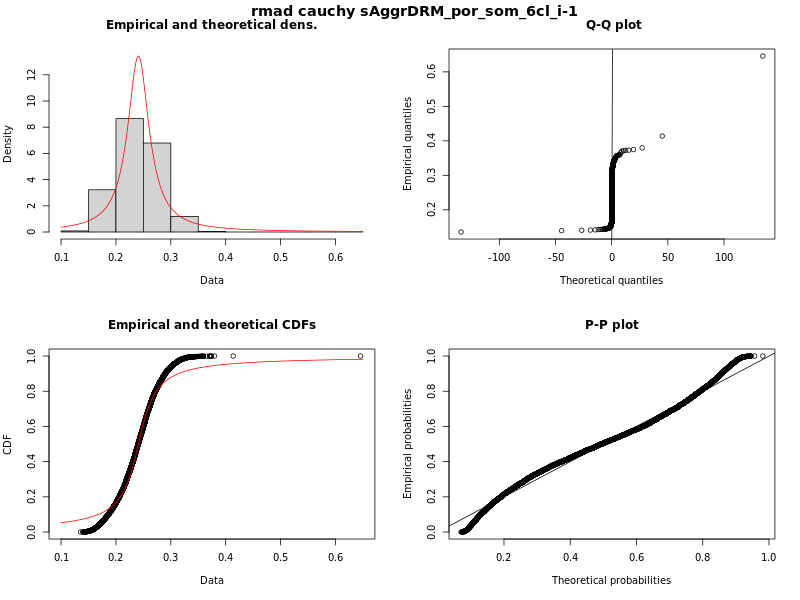 rmad cauchy sAggrDRM_por_som_6cl_i-1
Empirical and theoretical dens.
Density
0 2 4 6 8 10 12
0.1 0.2 0.3 0.4 0.5 0.6
Data
Q-Q plot
Empirical quantiles
0.2 0.3 0.4 0.5 0.6
-100 -50 0 50 100
Theoretical quantiles
Empirical and theoretical CDFs
CDF
0.0 0.2 0.4 0.6 0.8 1.0
0.1 0.2 0.3 0.4 0.5 0.6
Data
P-P plot
Empirical probabilities
0.0 0.2 0.4 0.6 0.8 1.0
0.2 0.4 0.6 0.8 1.0
Theoretical probabilities